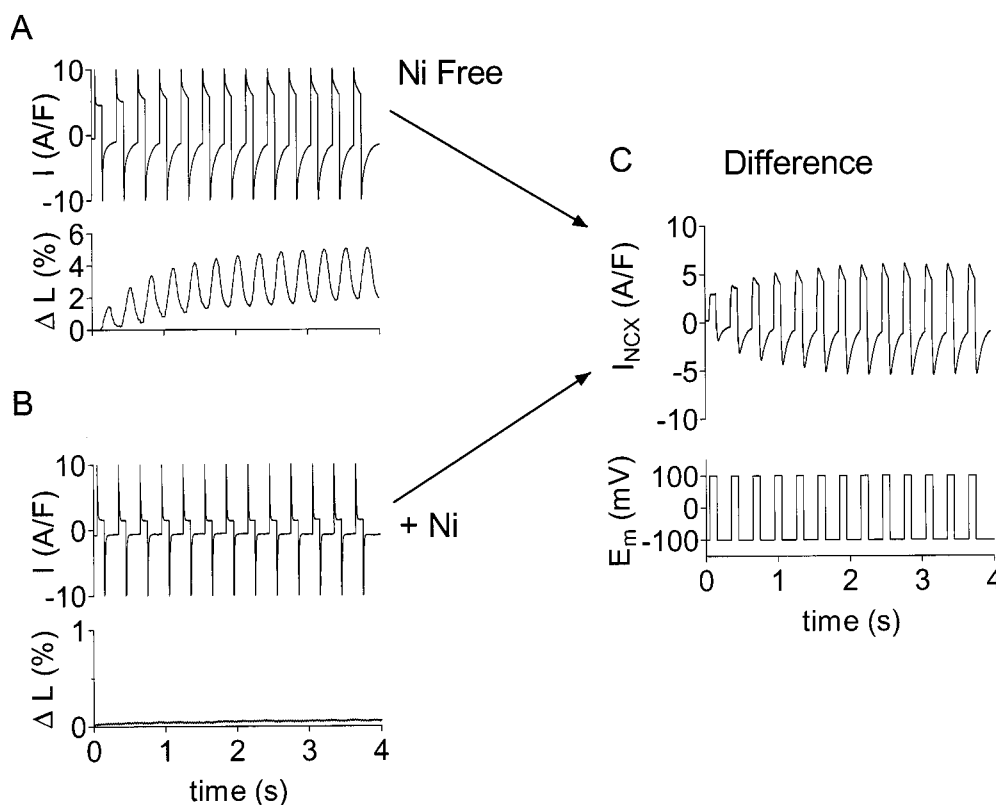 A
Ni Free
I (A/F)
10
0
-10
Δ L (%)
6
4
2
0
B
+ Ni
I (A/F)
10
0
-10
Δ L (%)
1
0
0 1 2 3 4
time (s)
C Difference
I_NCX (A/F)
10
5
0
-5
-10
E_m (mV)
100
0
-100
0 1 2 3 4
time (s)